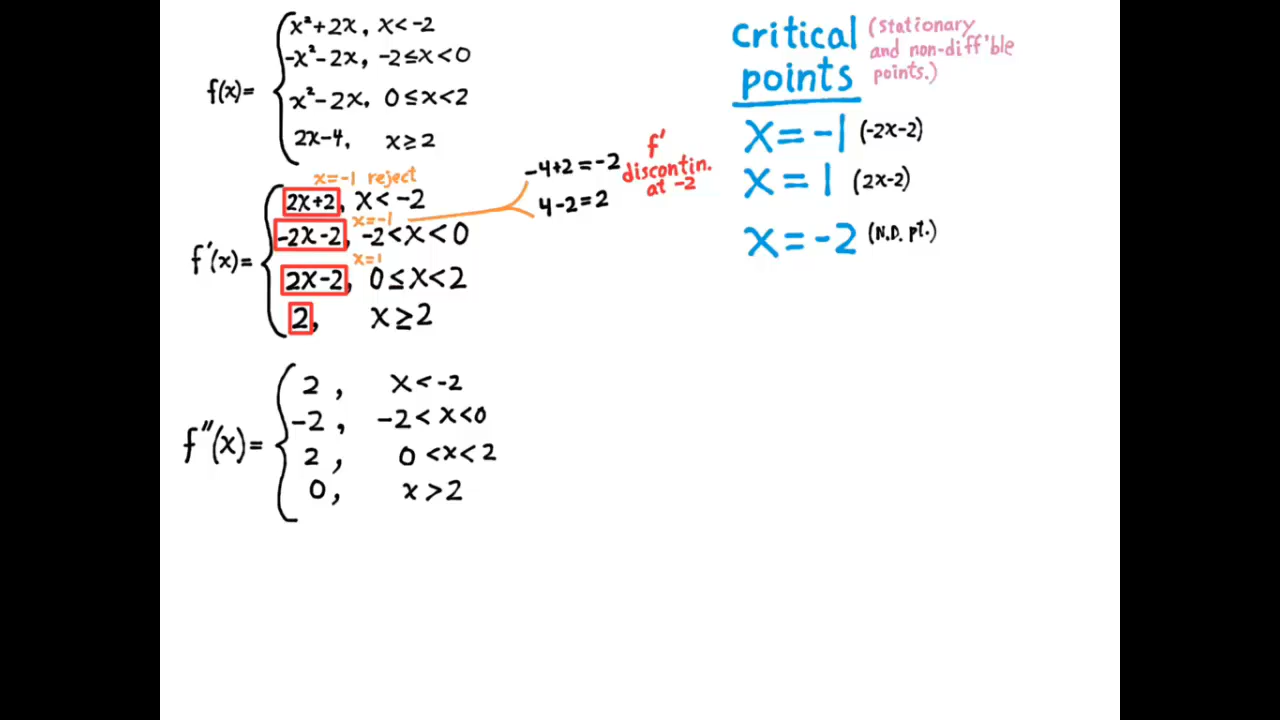 x²+2x, x<-2
-x²-2x, -2≤x<0
f(x)=
x²-2x, 0≤x<2
2x-4, x≥2
x=-1 reject
2x+2, x<-2
x=-1
-2x-2, -2<x<0
f'(x)=
x=1
2x-2, 0≤x<2
2, x≥2
-4+2=-2
4-2=2
f'
discontin.
at -2
2, x<-2
-2, -2<x<0
f''(x)=
2, 0<x<2
0, x>2
critical
points
(stationary
and non-diff'ble
points.)
x=-1 (-2x-2)
x=1 (2x-2)
x=-2 (N.D. pt.)